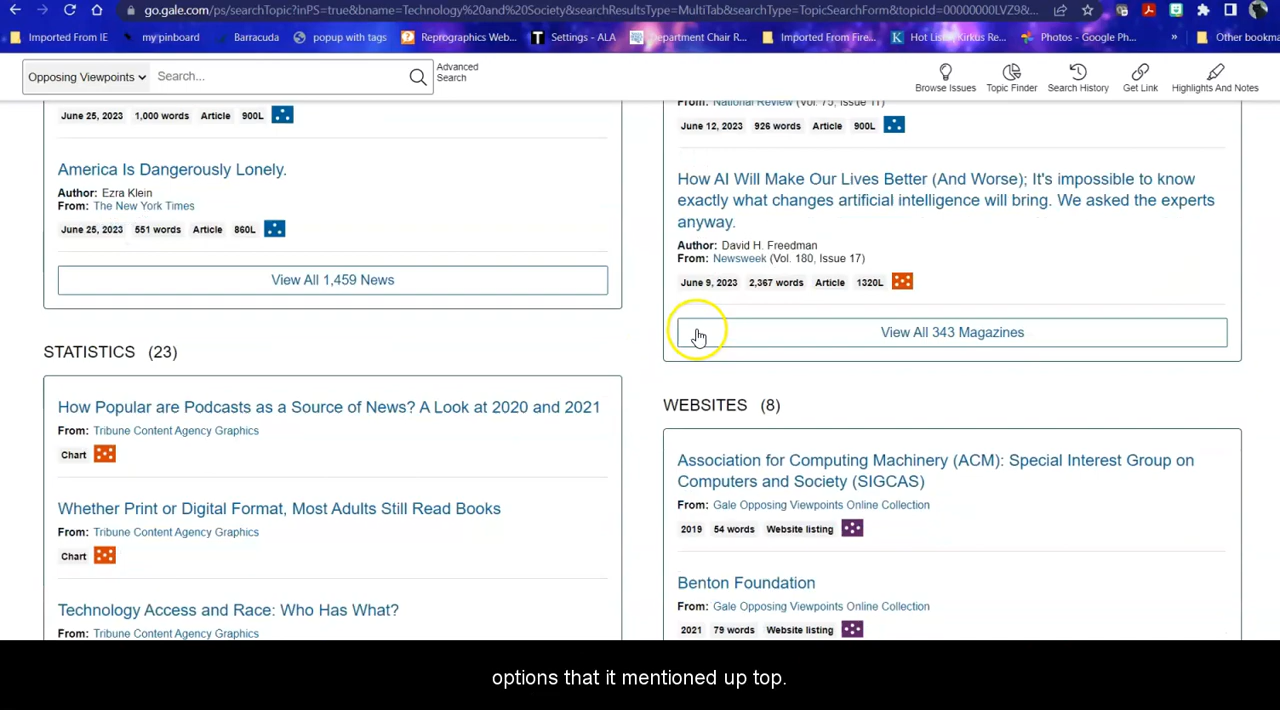 go.gale.com/ps/searchTopic?inPS=true&bname=Technology%20and%20Society&searchResultsType=MultiTab&searchType=TopicSearchForm&topicId=00000000LVZ9&...
Imported From IE
my pinboard
Barracuda
popup with tags
Reprographics Web...
Settings - ALA
Department Chair R...
Imported From Fire...
Hot List | Kirkus Re...
Photos - Google Ph...
»
Other bookma
Opposing Viewpoints
Search...
Advanced
Search
Browse Issues
Topic Finder
Search History
Get Link
Highlights And Notes
June 25, 2023 1,000 words Article 900L
America Is Dangerously Lonely.
Author: Ezra Klein
From: The New York Times
June 25, 2023 551 words Article 860L
View All 1,459 News
STATISTICS (23)
How Popular are Podcasts as a Source of News? A Look at 2020 and 2021
From: Tribune Content Agency Graphics
Chart
Whether Print or Digital Format, Most Adults Still Read Books
From: Tribune Content Agency Graphics
Chart
Technology Access and Race: Who Has What?
From: Tribune Content Agency Graphics
From: National Review (Vol. 75, Issue 11)
June 12, 2023 926 words Article 900L
How AI Will Make Our Lives Better (And Worse); It's impossible to know
exactly what changes artificial intelligence will bring. We asked the experts
anyway.
Author: David H. Freedman
From: Newsweek (Vol. 180, Issue 17)
June 9, 2023 2,367 words Article 1320L
View All 343 Magazines
WEBSITES (8)
Association for Computing Machinery (ACM): Special Interest Group on
Computers and Society (SIGCAS)
From: Gale Opposing Viewpoints Online Collection
2019 54 words Website listing
Benton Foundation
From: Gale Opposing Viewpoints Online Collection
2021 79 words Website listing
options that it mentioned up top.